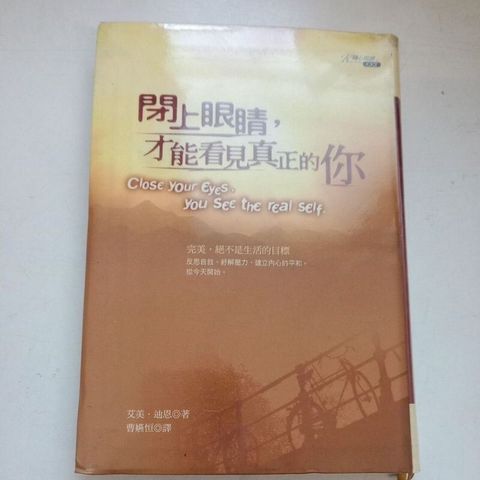 閉上眼睛，
才能看見真正的你
Close your Eyes,
you see the real self.
完美，絕不是生活的目標
反思自我、紓解壓力、建立內心的平和。
從今天開始。
艾美．迪恩◎著
曹嬿恒◎譯